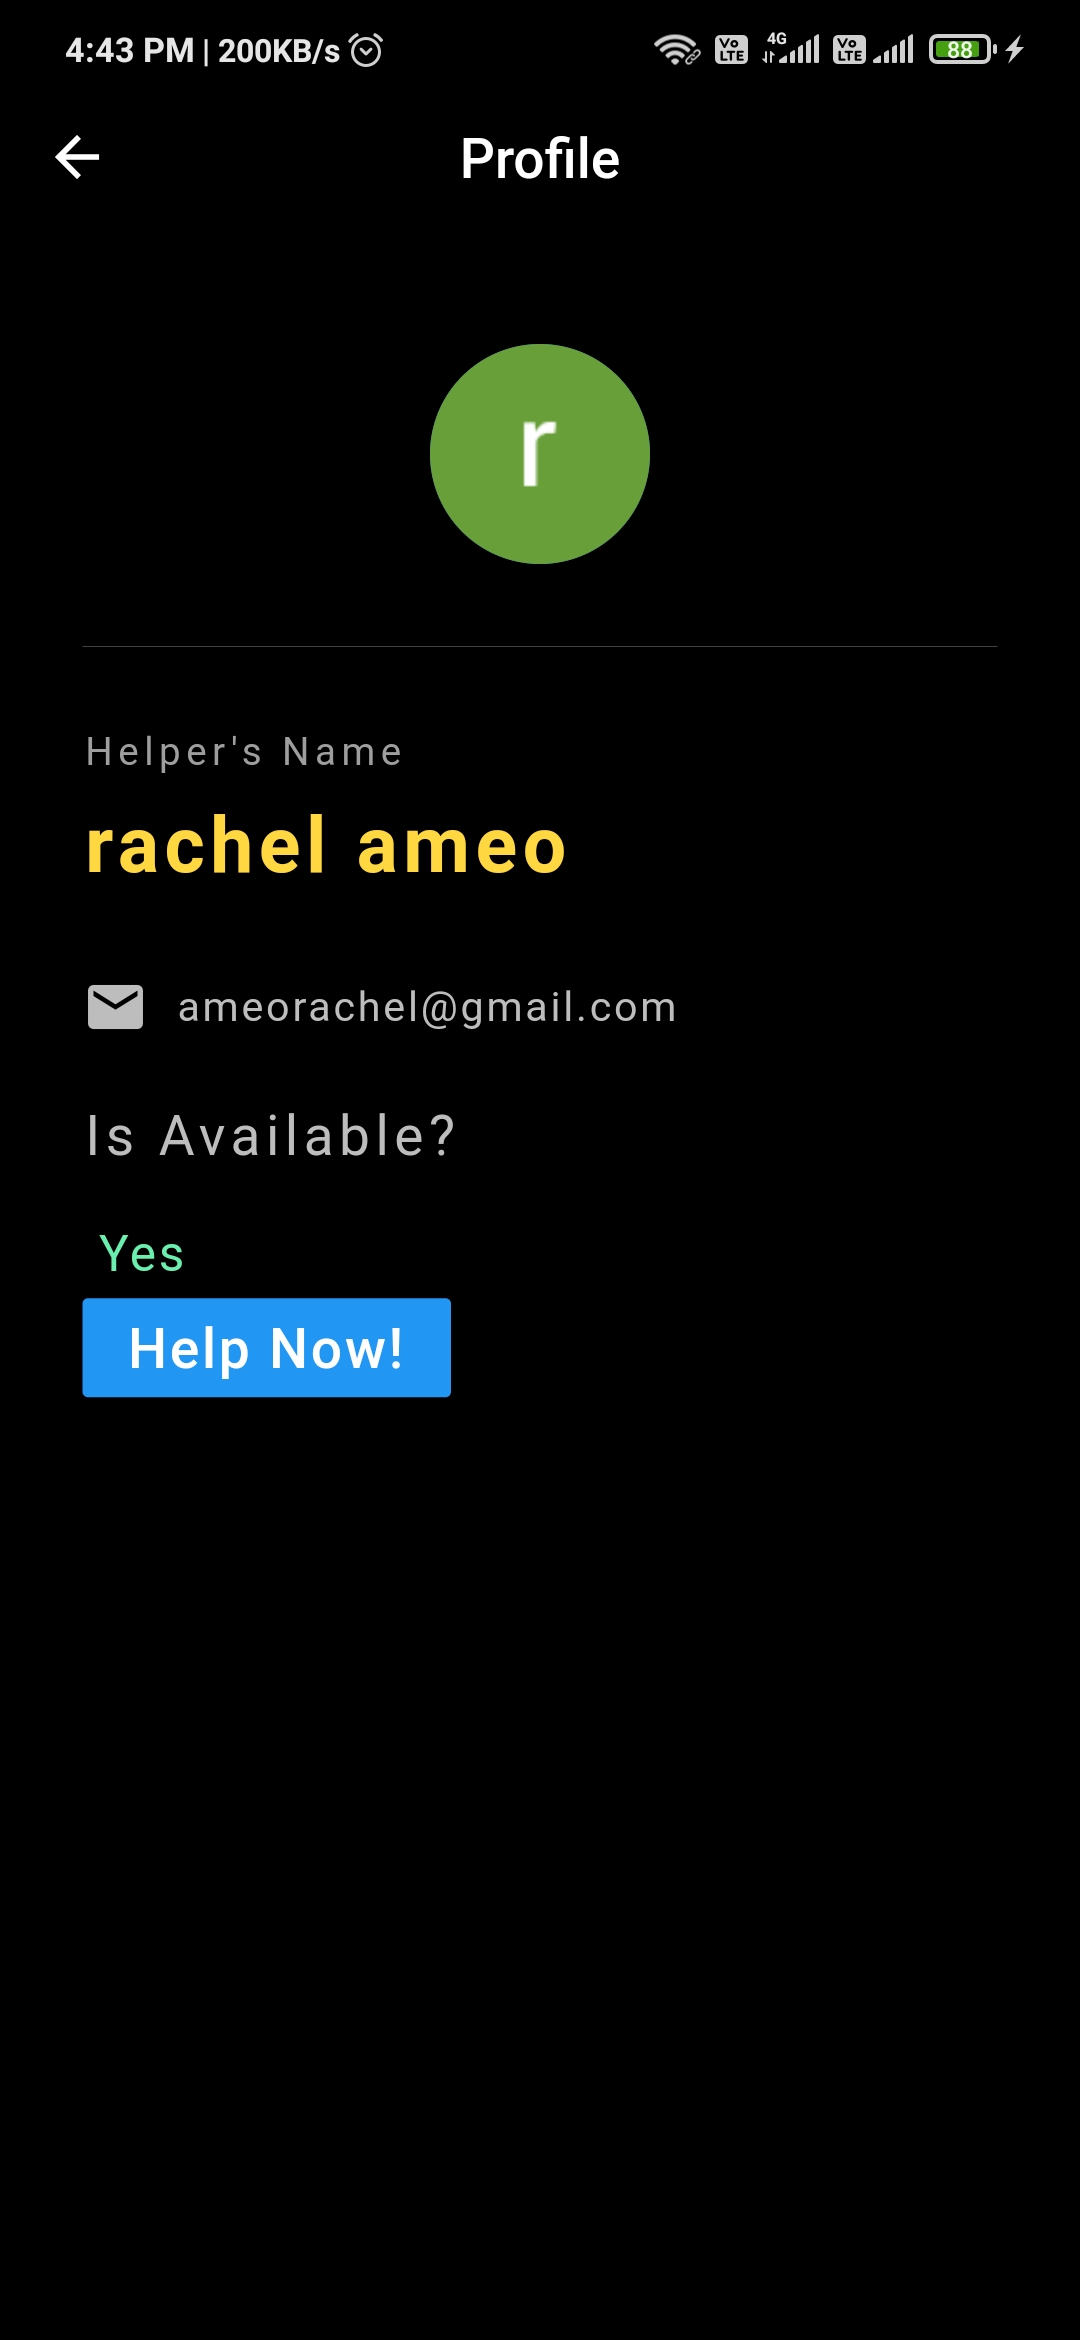 4:43 PM | 200KB/s Vo LTE 4G Vo LTE 88
Profile
r
Helper's Name
rachel ameo
ameorachel@gmail.com
Is Available?
Yes
Help Now!